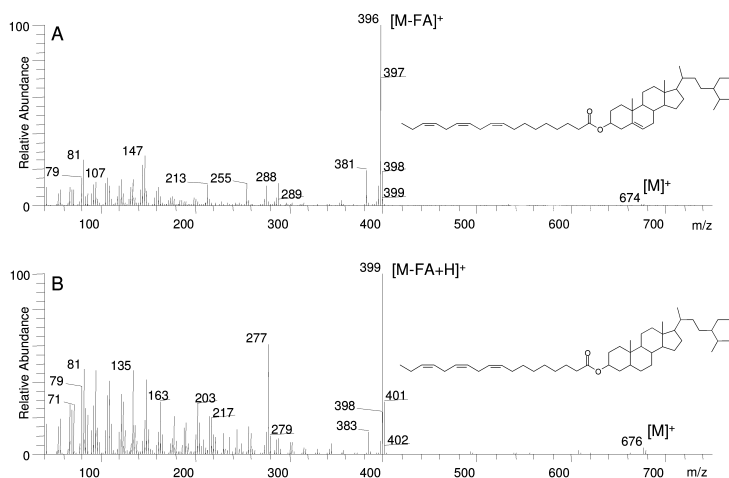 396 [M-FA]⁺
100
A
397
O
O
147
81
398
381
79
107
213
255
288
289
399
[M]⁺
674
0
Relative Abundance
100 200 300 400 500 600 700 m/z
399 [M-FA+H]⁺
100
B
277
O
O
81
135
79
401
71
163
203
398
217
383
279
402
[M]⁺
676
0
Relative Abundance
100 200 300 400 500 600 700 m/z